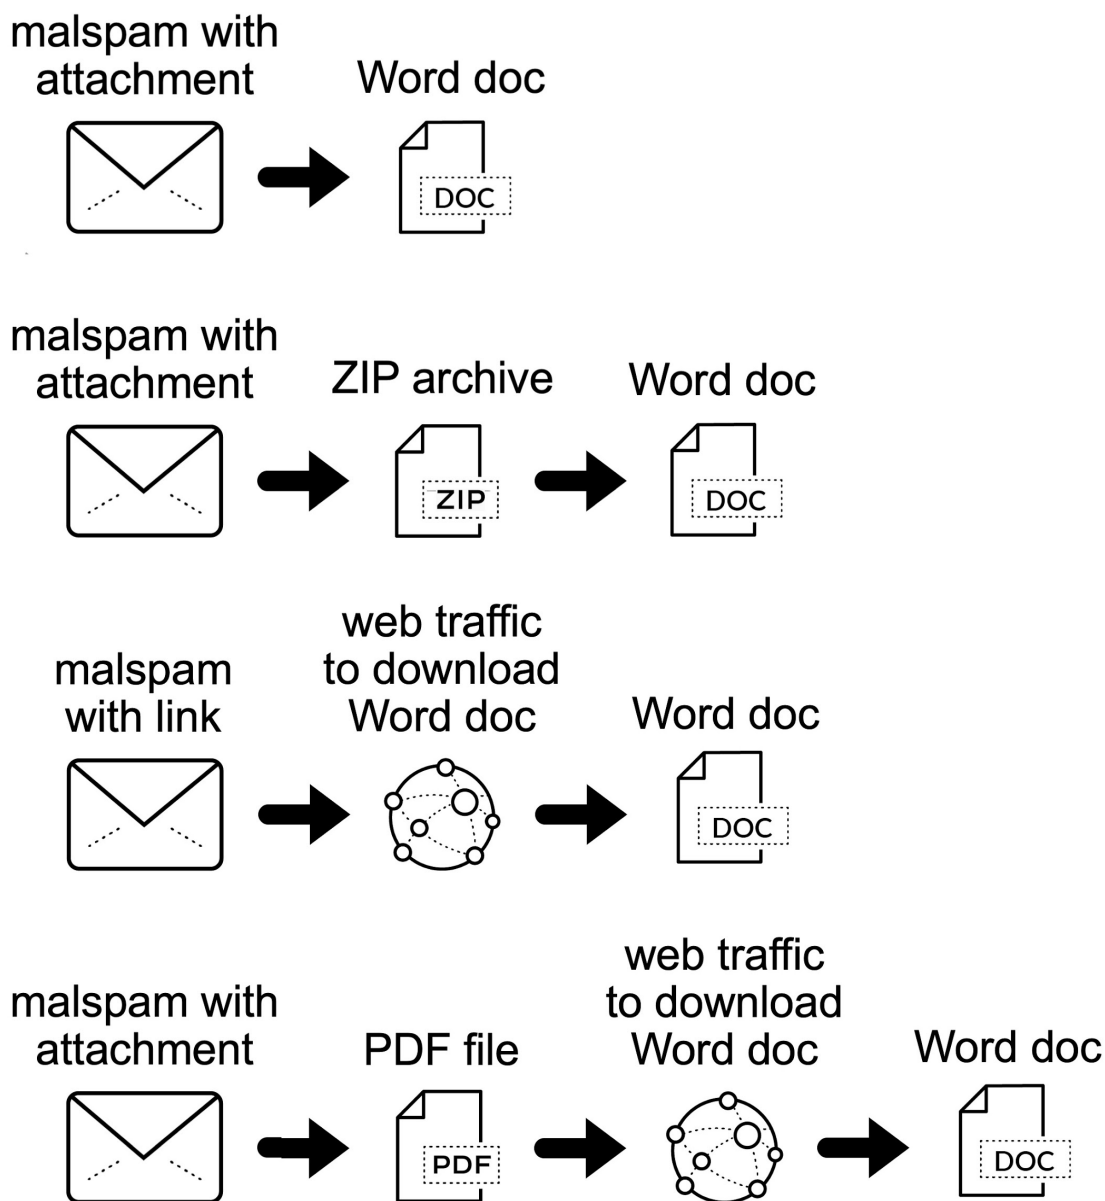 malspam with
attachment
Word doc
DOC
malspam with
attachment
ZIP archive
Word doc
ZIP
DOC
malspam
with link
web traffic
to download
Word doc
Word doc
DOC
malspam with
attachment
PDF file
web traffic
to download
Word doc
Word doc
PDF
DOC